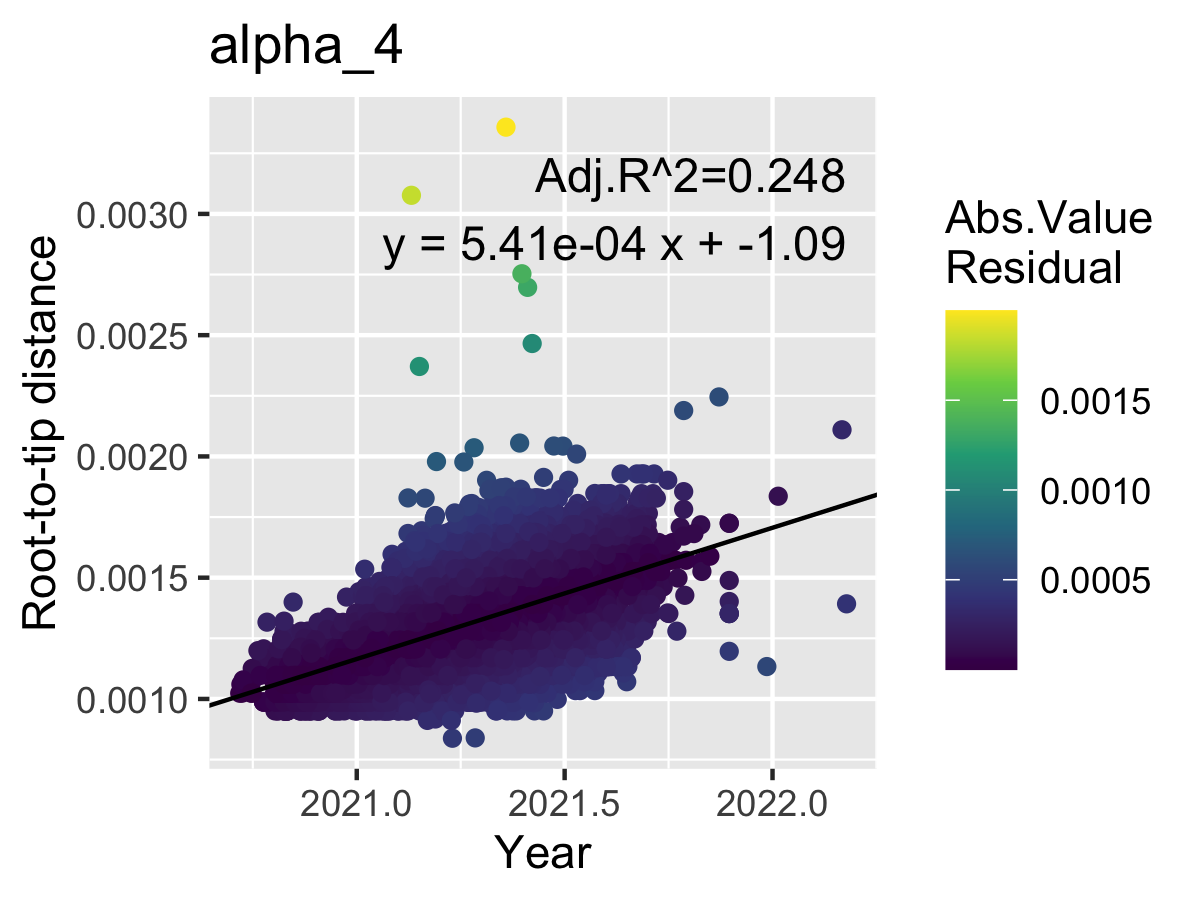 alpha_4
Adj.R^2=0.248
y = 5.41e-04 x + -1.09
Root-to-tip distance
0.0030
0.0025
0.0020
0.0015
0.0010
2021.0
2021.5
2022.0
Year
Abs.Value
Residual
0.0015
0.0010
0.0005